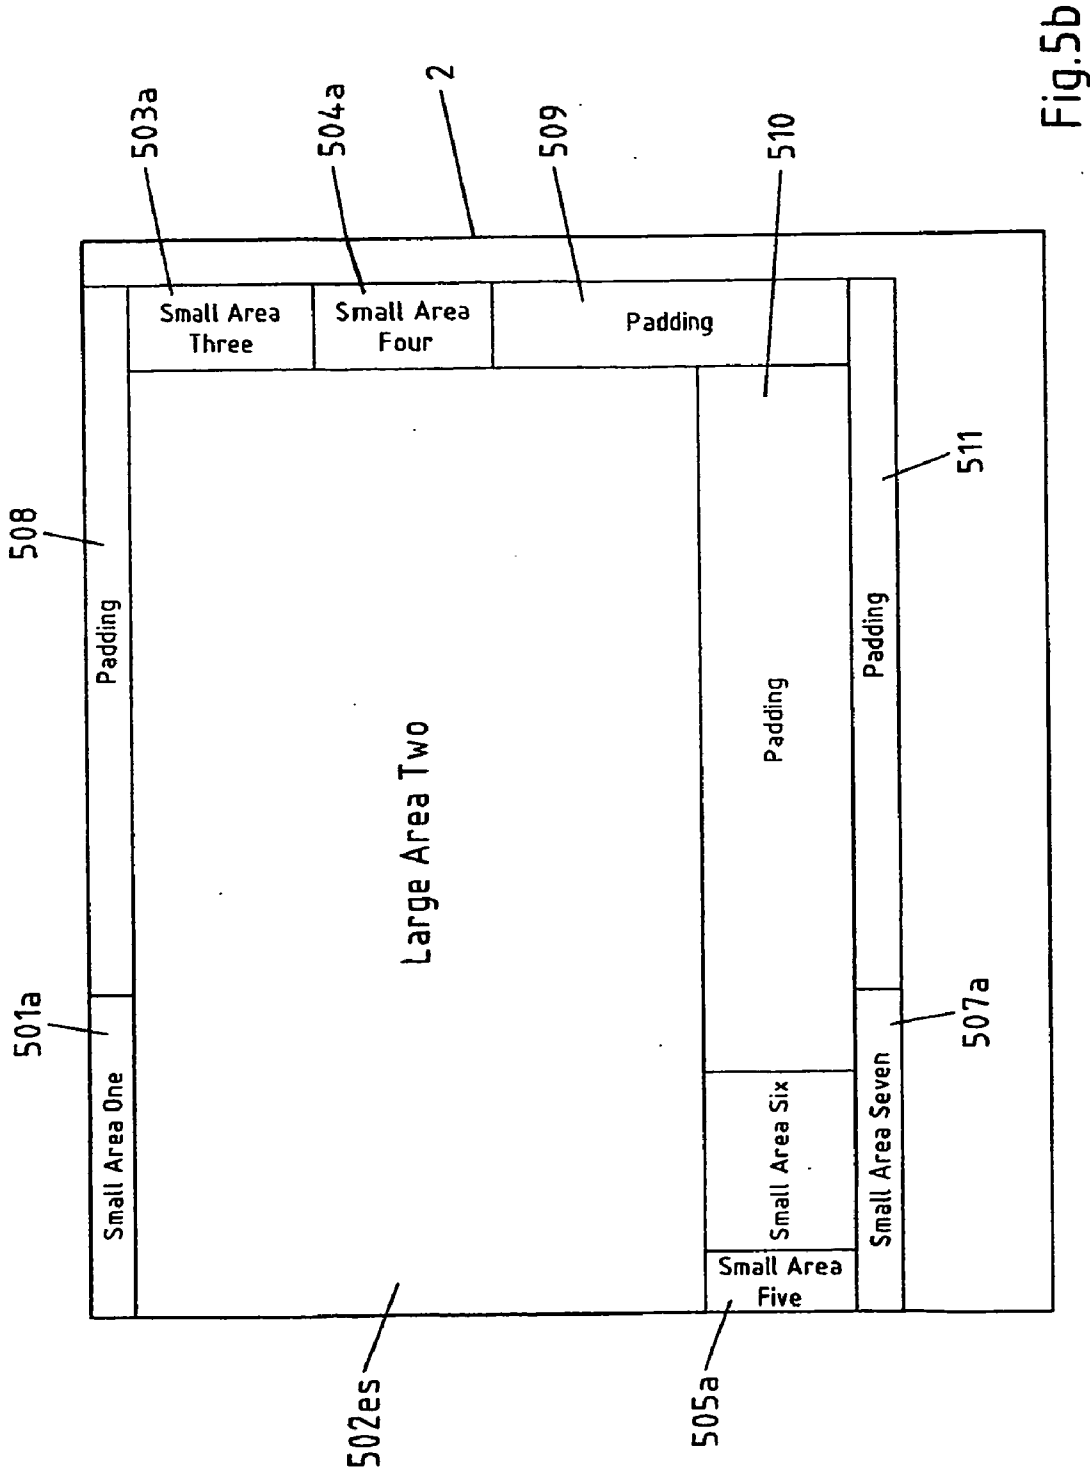 501a
508
Small Area One
Padding
503a
Small Area
Three
504a
Small Area
Four
2
509
Padding
510
Large Area Two
502es
505a
Small Area
Five
Small Area Six
Padding
Small Area Seven
Padding
507a
511
Fig.5b